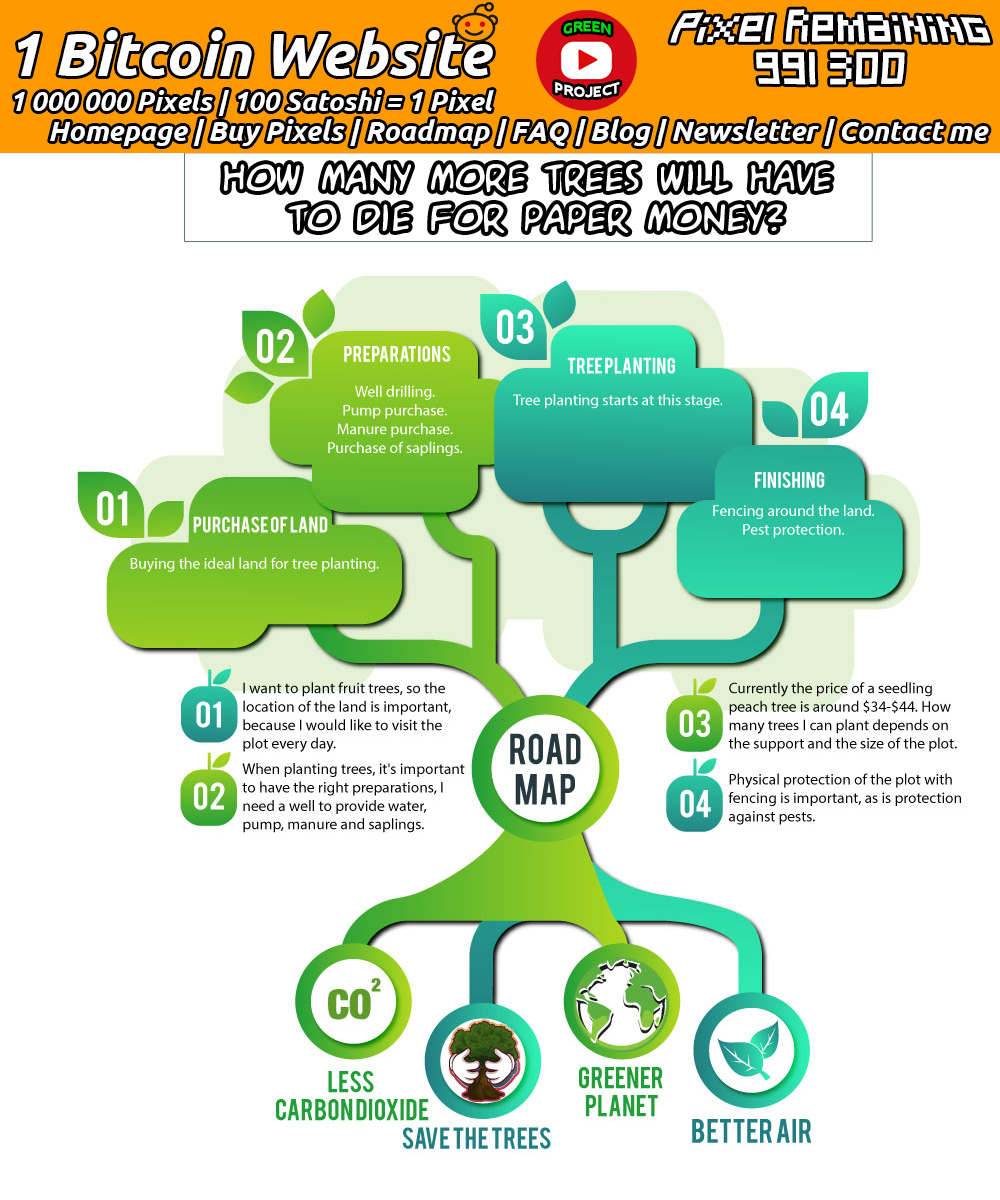 1 Bitcoin Website
1 000 000 Pixels | 100 Satoshi = 1 Pixel
GREEN
PROJECT
Pixel Remaining
991 300
Homepage | Buy Pixels | Roadmap | FAQ | Blog | Newsletter | Contact me
HOW MANY MORE TREES WILL HAVE
TO DIE FOR PAPER MONEY?
01
PURCHASE OF LAND
Buying the ideal land for tree planting.
02
PREPARATIONS
Well drilling.
Pump purchase.
Manure purchase.
Purchase of saplings.
03
TREE PLANTING
Tree planting starts at this stage.
04
FINISHING
Fencing around the land.
Pest protection.
01
I want to plant fruit trees, so the
location of the land is important,
because I would like to visit the
plot every day.
02
When planting trees, it's important
to have the right preparations, I
need a well to provide water,
pump, manure and saplings.
ROAD
MAP
03
Currently the price of a seedling
peach tree is around $34-$44. How
many trees I can plant depends on
the support and the size of the plot.
04
Physical protection of the plot with
fencing is important, as is protection
against pests.
CO²
LESS
CARBONDIOXIDE
SAVE THE TREES
GREENER
PLANET
BETTER AIR